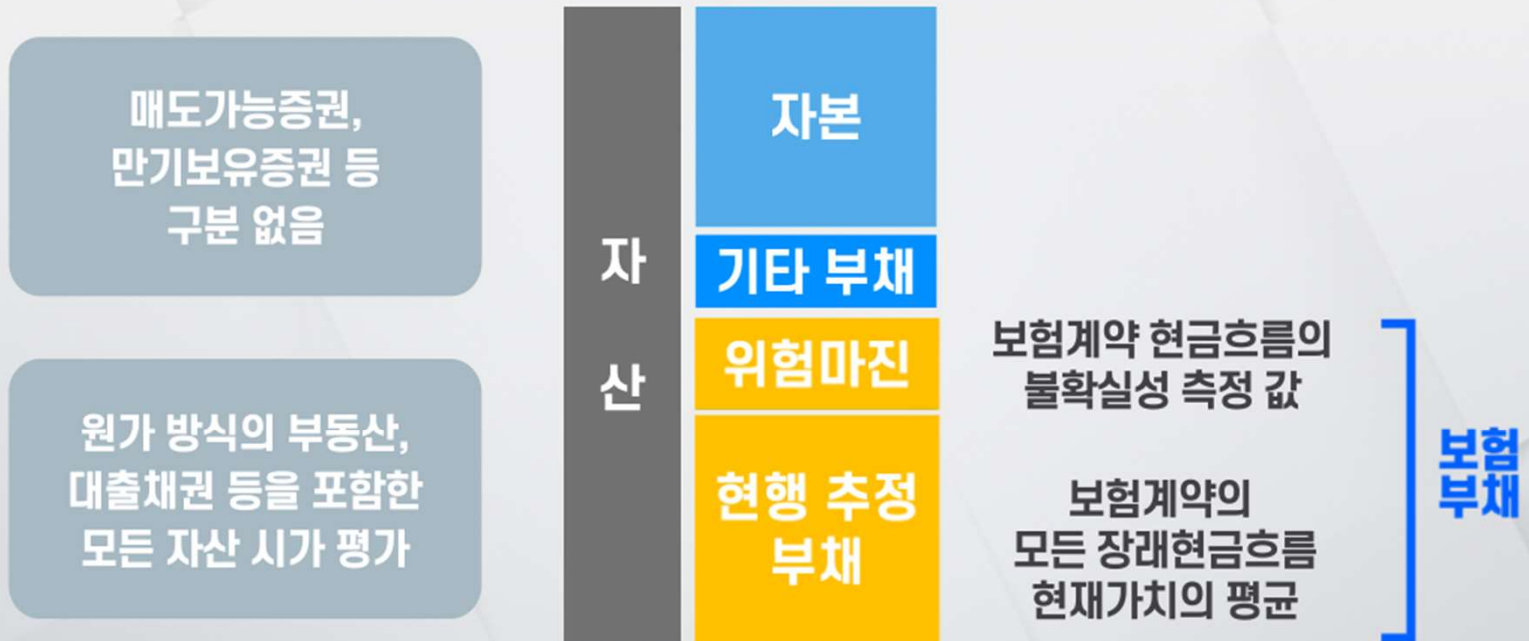 매도가능증권,
만기보유증권 등
구분 없음
원가 방식의 부동산,
대출채권 등을 포함한
모든 자산 시가 평가
자
산
자본
기타 부채
위험마진
현행 추정
부채
보험계약 현금흐름의
불확실성 측정 값
보험계약의
모든 장래현금흐름
현재가치의 평균
보험
부채